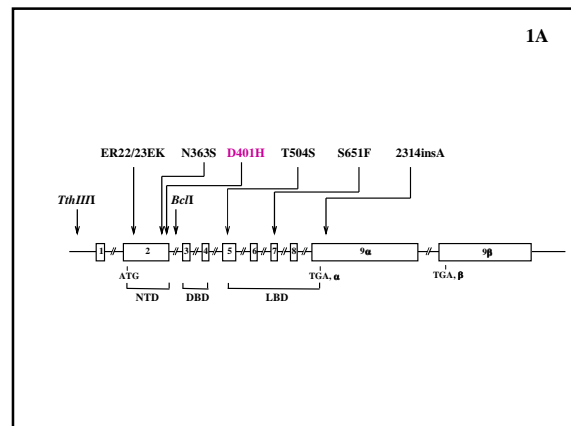 1A
ER22/23EK N363S D401H T504S S651F 2314insA
TthIIII BclI
1 2 3 4 5 6 7 8 9α 9β
ATG TGA, α TGA, β
NTD DBD LBD